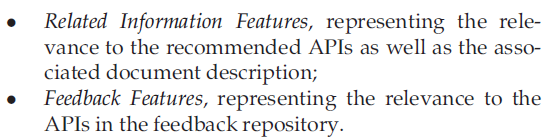 • Related Information Features, representing the rele-
vance to the recommended APIs as well as the asso-
ciated document description;
• Feedback Features, representing the relevance to the
APIs in the feedback repository.